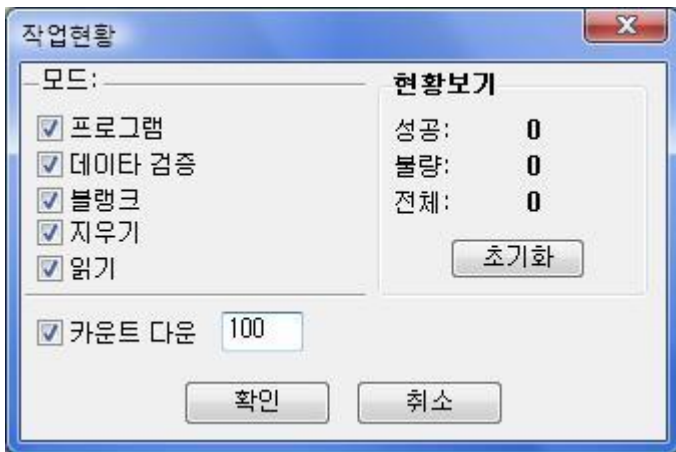 작업현황
모드:
프로그램
데이타 검증
블랭크
지우기
읽기
현황보기
성공: 0
불량: 0
전체: 0
초기화
카운트 다운 100
확인 취소